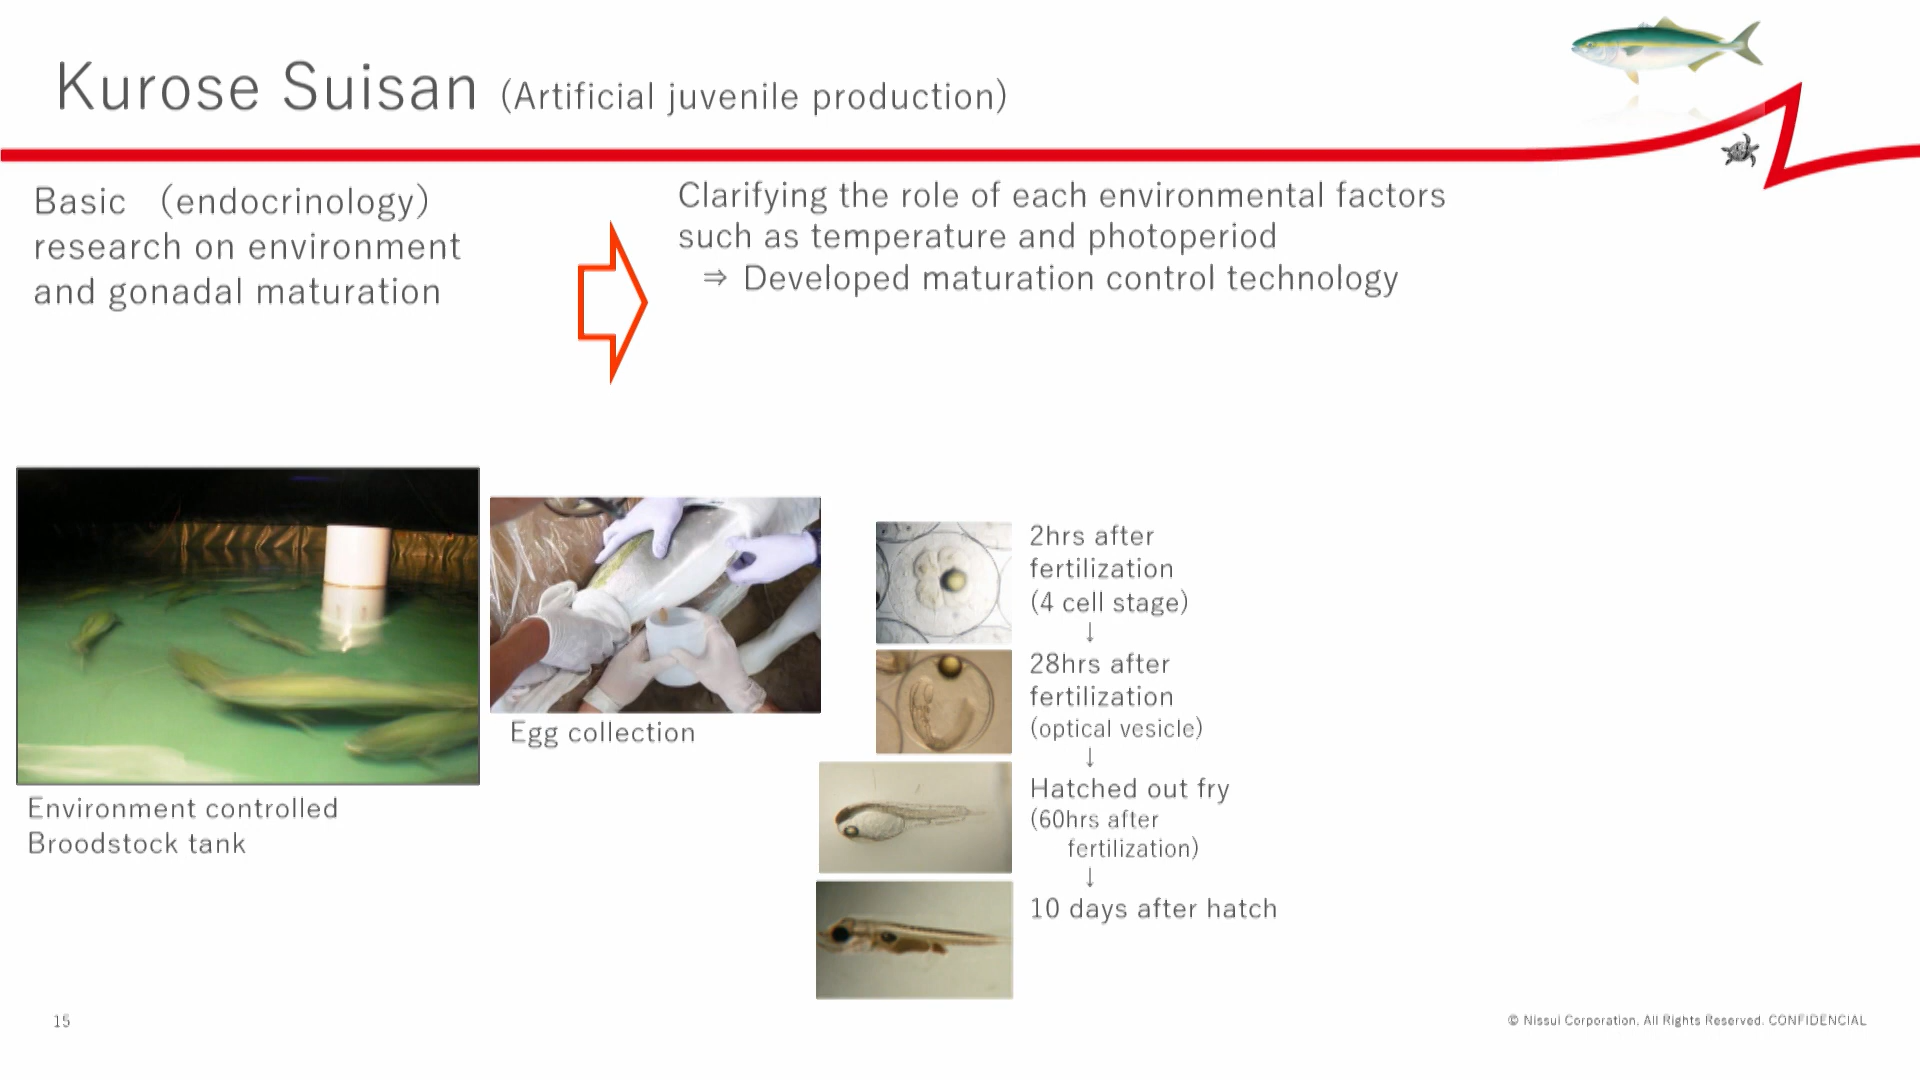 Kurose Suisan (Artificial juvenile production)
Basic （endocrinology)
research on environment
and gonadal maturation
Clarifying the role of each environmental factors
such as temperature and photoperiod
⇒ Developed maturation control technology
Environment controlled
Broodstock tank
Egg collection
2hrs after
fertilization
(4 cell stage)
↓
28hrs after
fertilization
(optical vesicle)
↓
Hatched out fry
(60hrs after
fertilization)
↓
10 days after hatch
15
© Nissui Corporation. All Rights Reserved. CONFIDENCIAL